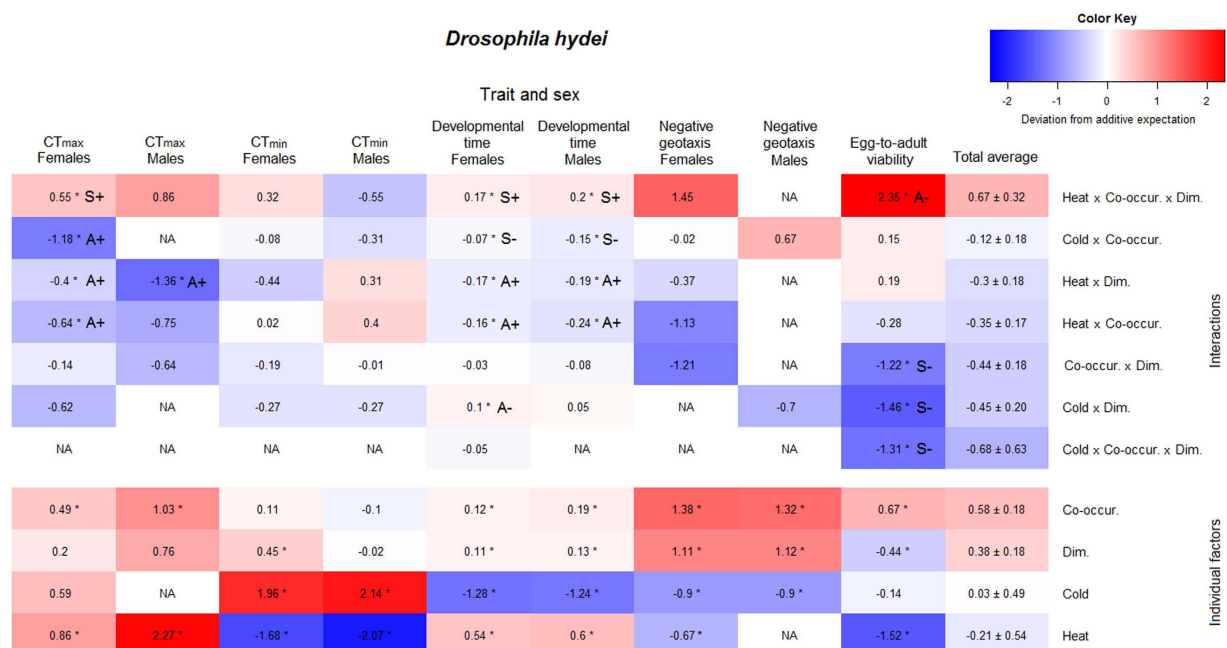 Color Key
Drosophila hydei
-2 -1 0 1 2
Deviation from additive expectation
Trait and sex
CTmax Females
CTmax Males
CTmin Females
CTmin Males
Developmental time Females
Developmental time Males
Negative geotaxis Females
Negative geotaxis Males
Egg-to-adult viability
Total average
0.55 * S+ 0.86 0.32 -0.55 0.17 * S+ 0.2 * S+ 1.45 NA 2.35 * A- 0.67 ± 0.32 Heat x Co-occur. x Dim.
-1.18 * A+ NA -0.08 -0.31 -0.07 * S- -0.15 * S- -0.02 0.67 0.15 -0.12 ± 0.18 Cold x Co-occur.
-0.4 * A+ -1.36 * A+ -0.44 0.31 -0.17 * A+ -0.19 * A+ -0.37 NA 0.19 -0.3 ± 0.18 Heat x Dim.
-0.64 * A+ -0.75 0.02 0.4 -0.16 * A+ -0.24 * A+ -1.13 NA -0.28 -0.35 ± 0.17 Heat x Co-occur.
-0.14 -0.64 -0.19 -0.01 -0.03 -0.08 -1.21 NA -1.22 * S- -0.44 ± 0.18 Co-occur. x Dim.
-0.62 NA -0.27 -0.27 0.1 * A- 0.05 NA -0.7 -1.46 * S- -0.45 ± 0.20 Cold x Dim.
NA NA NA NA -0.05 NA NA NA -1.31 * S- -0.68 ± 0.63 Cold x Co-occur. x Dim.
Interactions
0.49 * 1.03 * 0.11 -0.1 0.12 * 0.19 * 1.38 * 1.32 * 0.67 * 0.58 ± 0.18 Co-occur.
0.2 0.76 0.45 * -0.02 0.11 * 0.13 * 1.11 * 1.12 * -0.44 * 0.38 ± 0.18 Dim.
0.59 NA 1.96 * 2.14 * -1.28 * -1.24 * -0.9 * -0.9 * -0.14 0.03 ± 0.49 Cold
0.86 * 2.27 * -1.68 * -2.07 * 0.54 * 0.6 * -0.67 * NA -1.52 * -0.21 ± 0.54 Heat
Individual factors